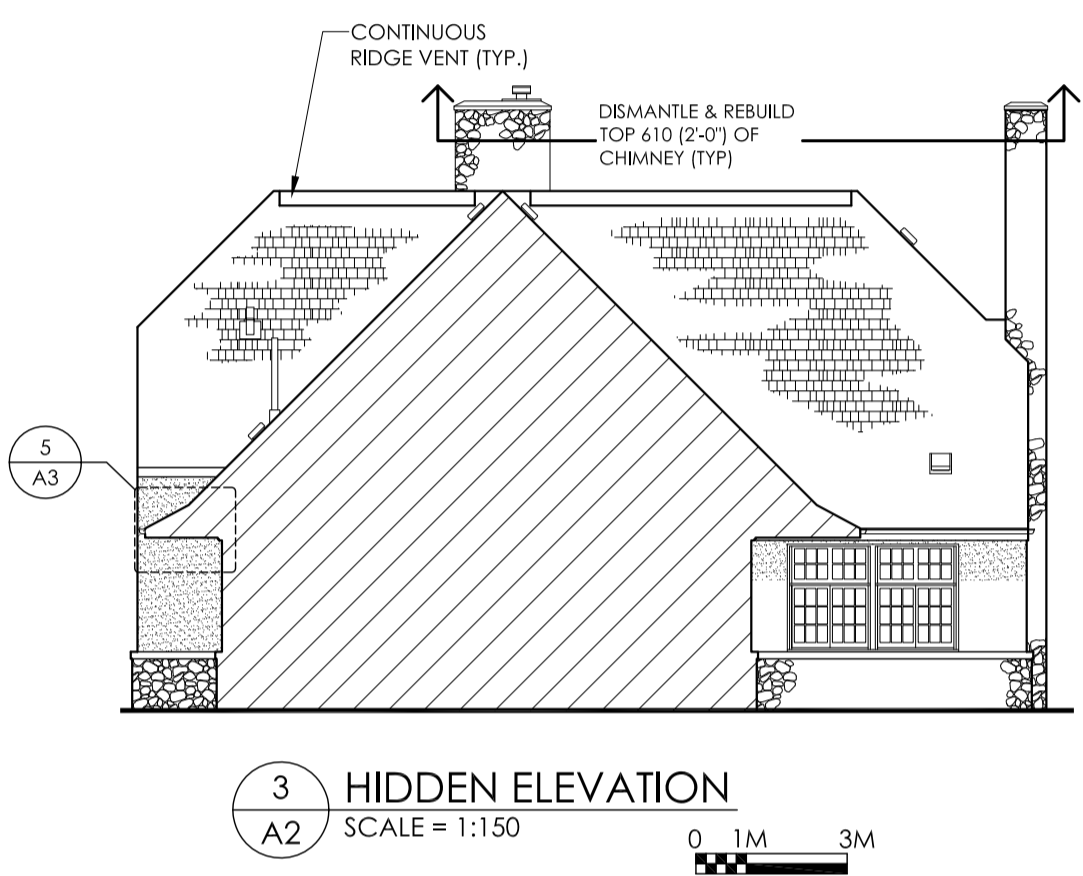 CONTINUOUS
RIDGE VENT (TYP.)
DISMANTLE & REBUILD
TOP 610 (2'-0") OF
CHIMNEY (TYP)
5
A3
3
A2
HIDDEN ELEVATION
SCALE = 1:150
0 1M 3M